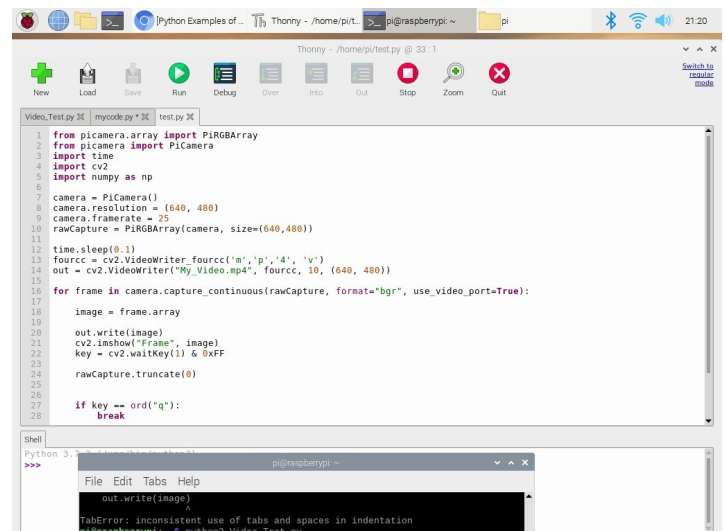 [Python Examples of ...
Thonny - /home/pi/t...
pi@raspberrypi: ~
pi
21:20
Thonny - /home/pi/test.py @ 33 : 1
New
Load
Save
Run
Debug
Over
Into
Out
Stop
Zoom
Quit
Switch to
regular
mode
Video_Test.py
mycode.py *
test.py
1 from picamera.array import PiRGBArray
2 from picamera import PiCamera
3 import time
4 import cv2
5 import numpy as np
6
7 camera = PiCamera()
8 camera.resolution = (640, 480)
9 camera.framerate = 25
10 rawCapture = PiRGBArray(camera, size=(640,480))
11
12 time.sleep(0.1)
13 fourcc = cv2.VideoWriter_fourcc('m','p','4', 'v')
14 out = cv2.VideoWriter("My_Video.mp4", fourcc, 10, (640, 480))
15
16 for frame in camera.capture_continuous(rawCapture, format="bgr", use_video_port=True):
17
18     image = frame.array
19
20     out.write(image)
21     cv2.imshow("Frame", image)
22     key = cv2.waitKey(1) & 0xFF
23
24     rawCapture.truncate(0)
25
26
27     if key == ord("q"):
28         break
Shell
Python
>>>
pi@raspberrypi: ~
File Edit Tabs Help
out.write(image)
^
TabError: inconsistent use of tabs and spaces in indentation